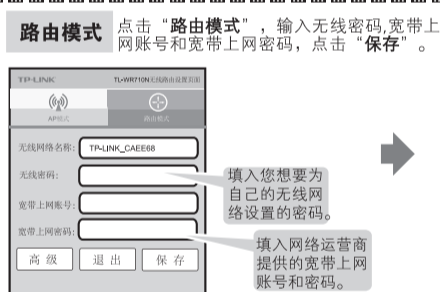 路由模式
点击“路由模式”，输入无线密码,宽带上
网账号和宽带上网密码，点击“保存”。
TP-LINK
TL-WR710N无线路由设置页面
AP模式
路由模式
无线网络名称:
TP-LINK_CAEE68
无线密码:
宽带上网账号:
宽带上网密码:
高 级
退 出
保 存
填入您想要为
自己的无线网
络设置的密码。
填入网络运营商
提供的宽带上网
账号和密码。